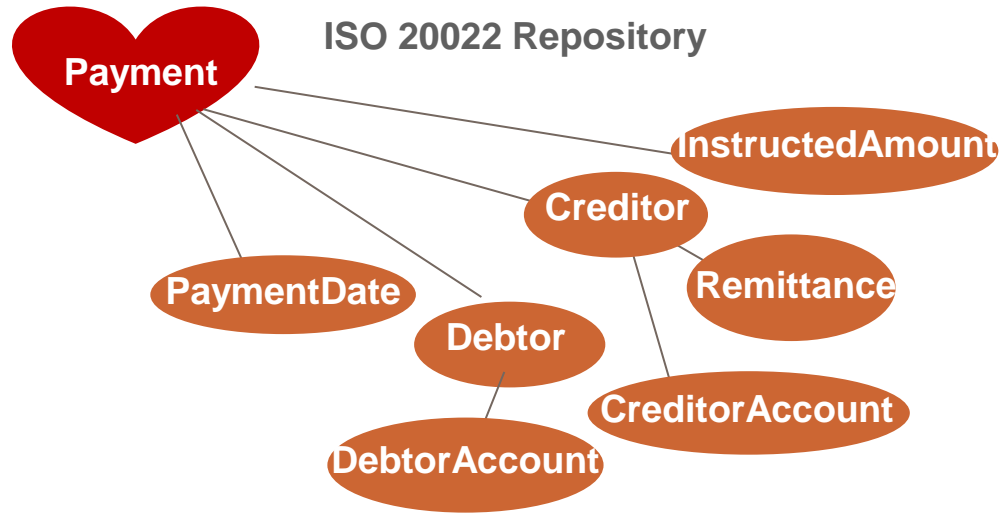 ISO 20022 Repository
Payment
InstructedAmount
Creditor
Remittance
PaymentDate
Debtor
CreditorAccount
DebtorAccount